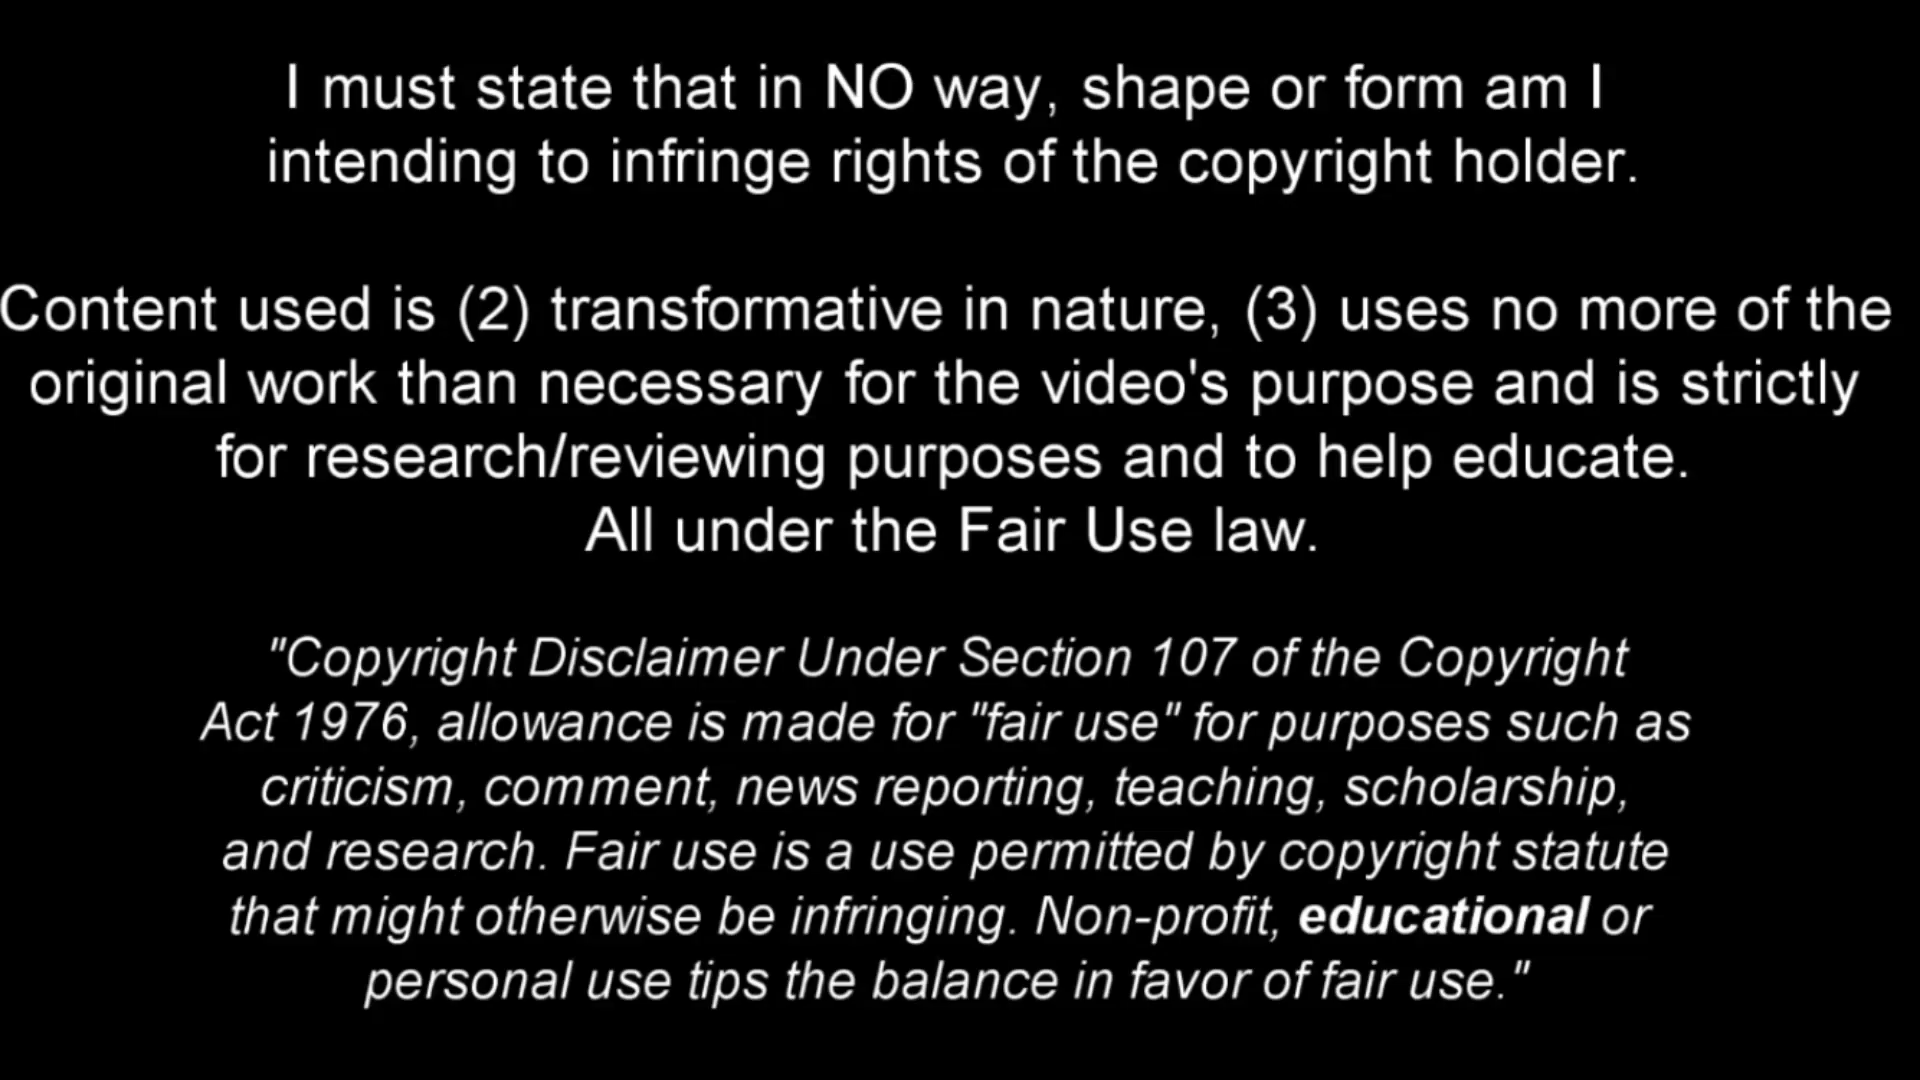 I must state that in NO way, shape or form am I
intending to infringe rights of the copyright holder.
Content used is (2) transformative in nature, (3) uses no more of the
original work than necessary for the video's purpose and is strictly
for research/reviewing purposes and to help educate.
All under the Fair Use law.
"Copyright Disclaimer Under Section 107 of the Copyright
Act 1976, allowance is made for "fair use" for purposes such as
criticism, comment, news reporting, teaching, scholarship,
and research. Fair use is a use permitted by copyright statute
that might otherwise be infringing. Non-profit, educational or
personal use tips the balance in favor of fair use."